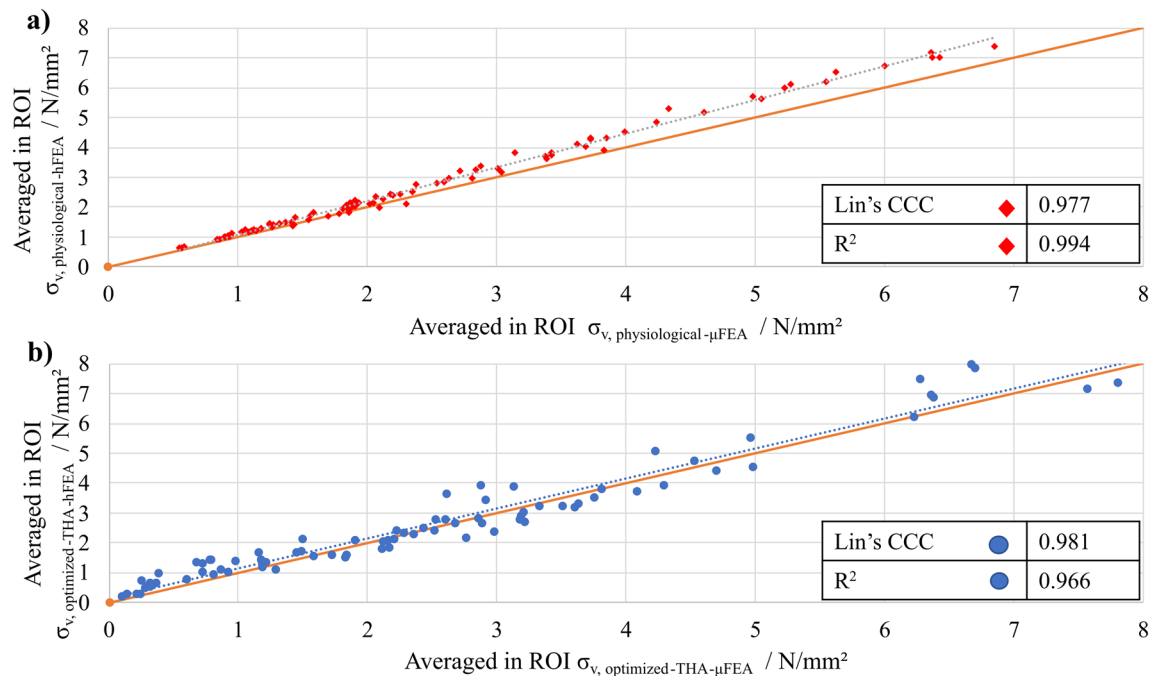 a)
Averaged in ROI
σv, physiological-hFEA / N/mm²
8
7
6
5
4
3
2
1
0
Lin's CCC 0.977
R² 0.994
0 1 2 3 4 5 6 7 8
Averaged in ROI σv, physiological-μFEA / N/mm²
b)
Averaged in ROI
σv, optimized-THA-hFEA / N/mm²
8
7
6
5
4
3
2
1
0
Lin's CCC 0.981
R² 0.966
0 1 2 3 4 5 6 7 8
Averaged in ROI σv, optimized-THA-μFEA / N/mm²